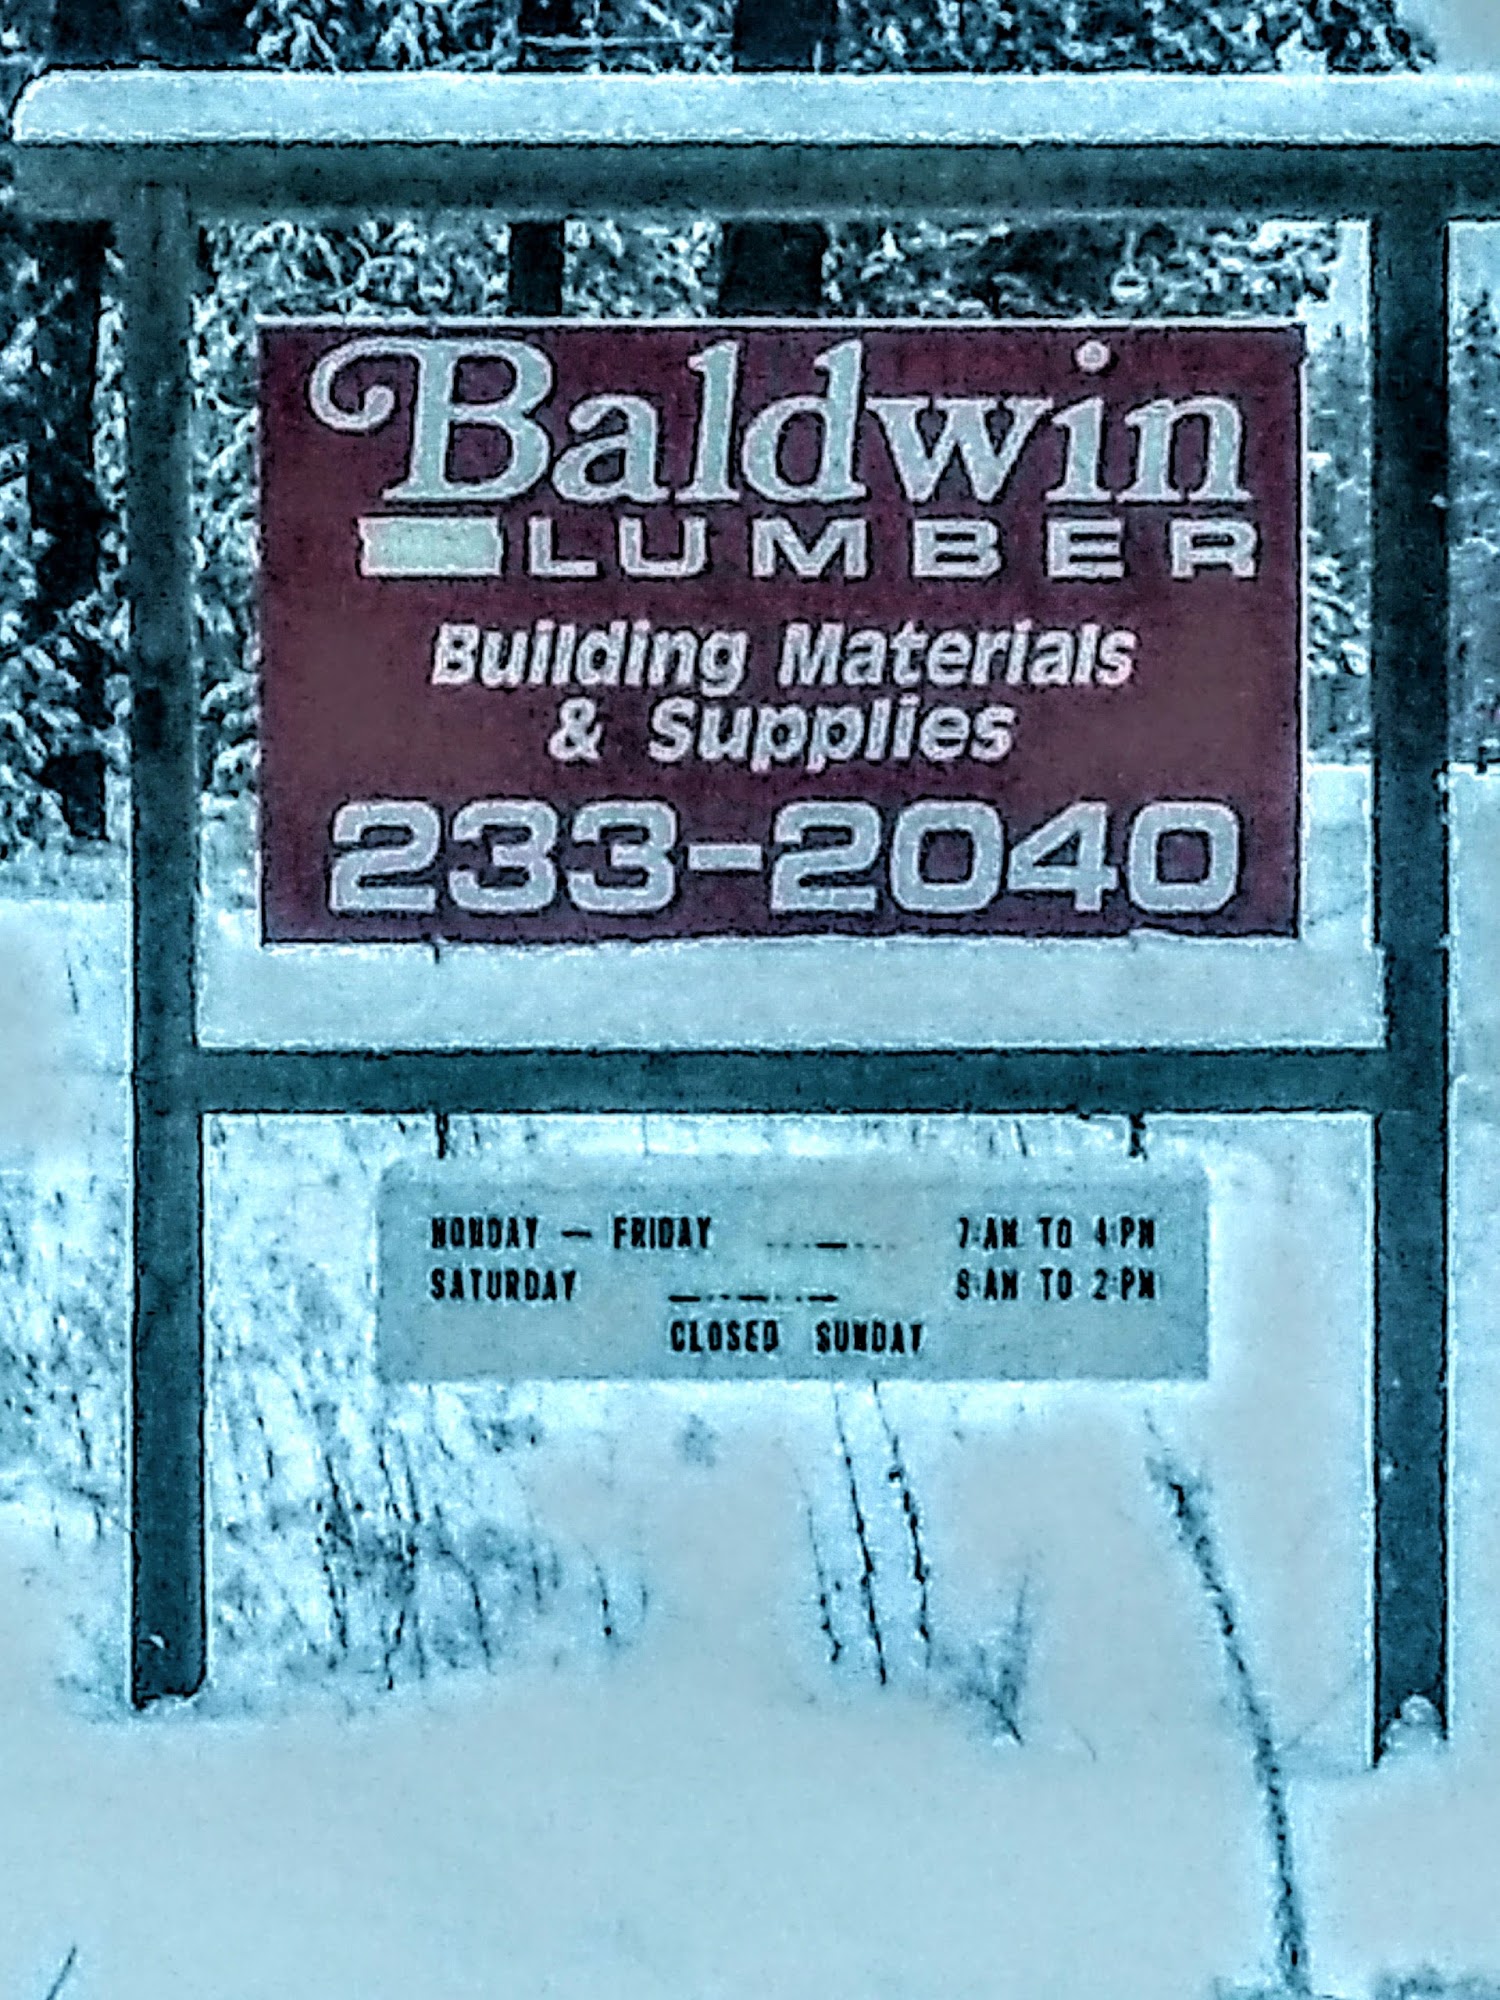 Baldwin
LUMBER
Building Materials
& Supplies
233-2040
MONDAY — FRIDAY 7 AM TO 4 PM
SATURDAY 8 AM TO 2 PM
CLOSED SUNDAY